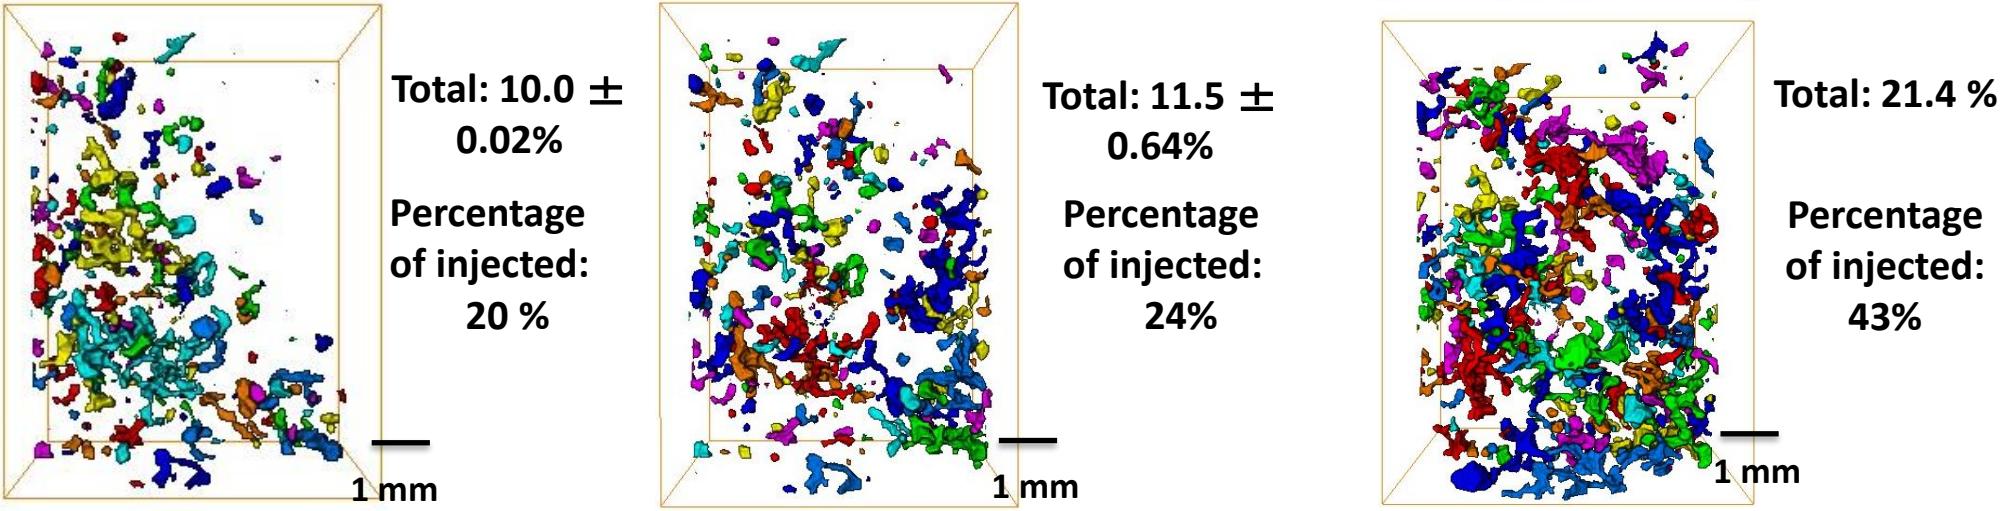 Total: 10.0 ±
0.02%
Percentage
of injected:
20 %
1 mm
Total: 11.5 ±
0.64%
Percentage
of injected:
24%
1 mm
Total: 21.4 %
Percentage
of injected:
43%
1 mm